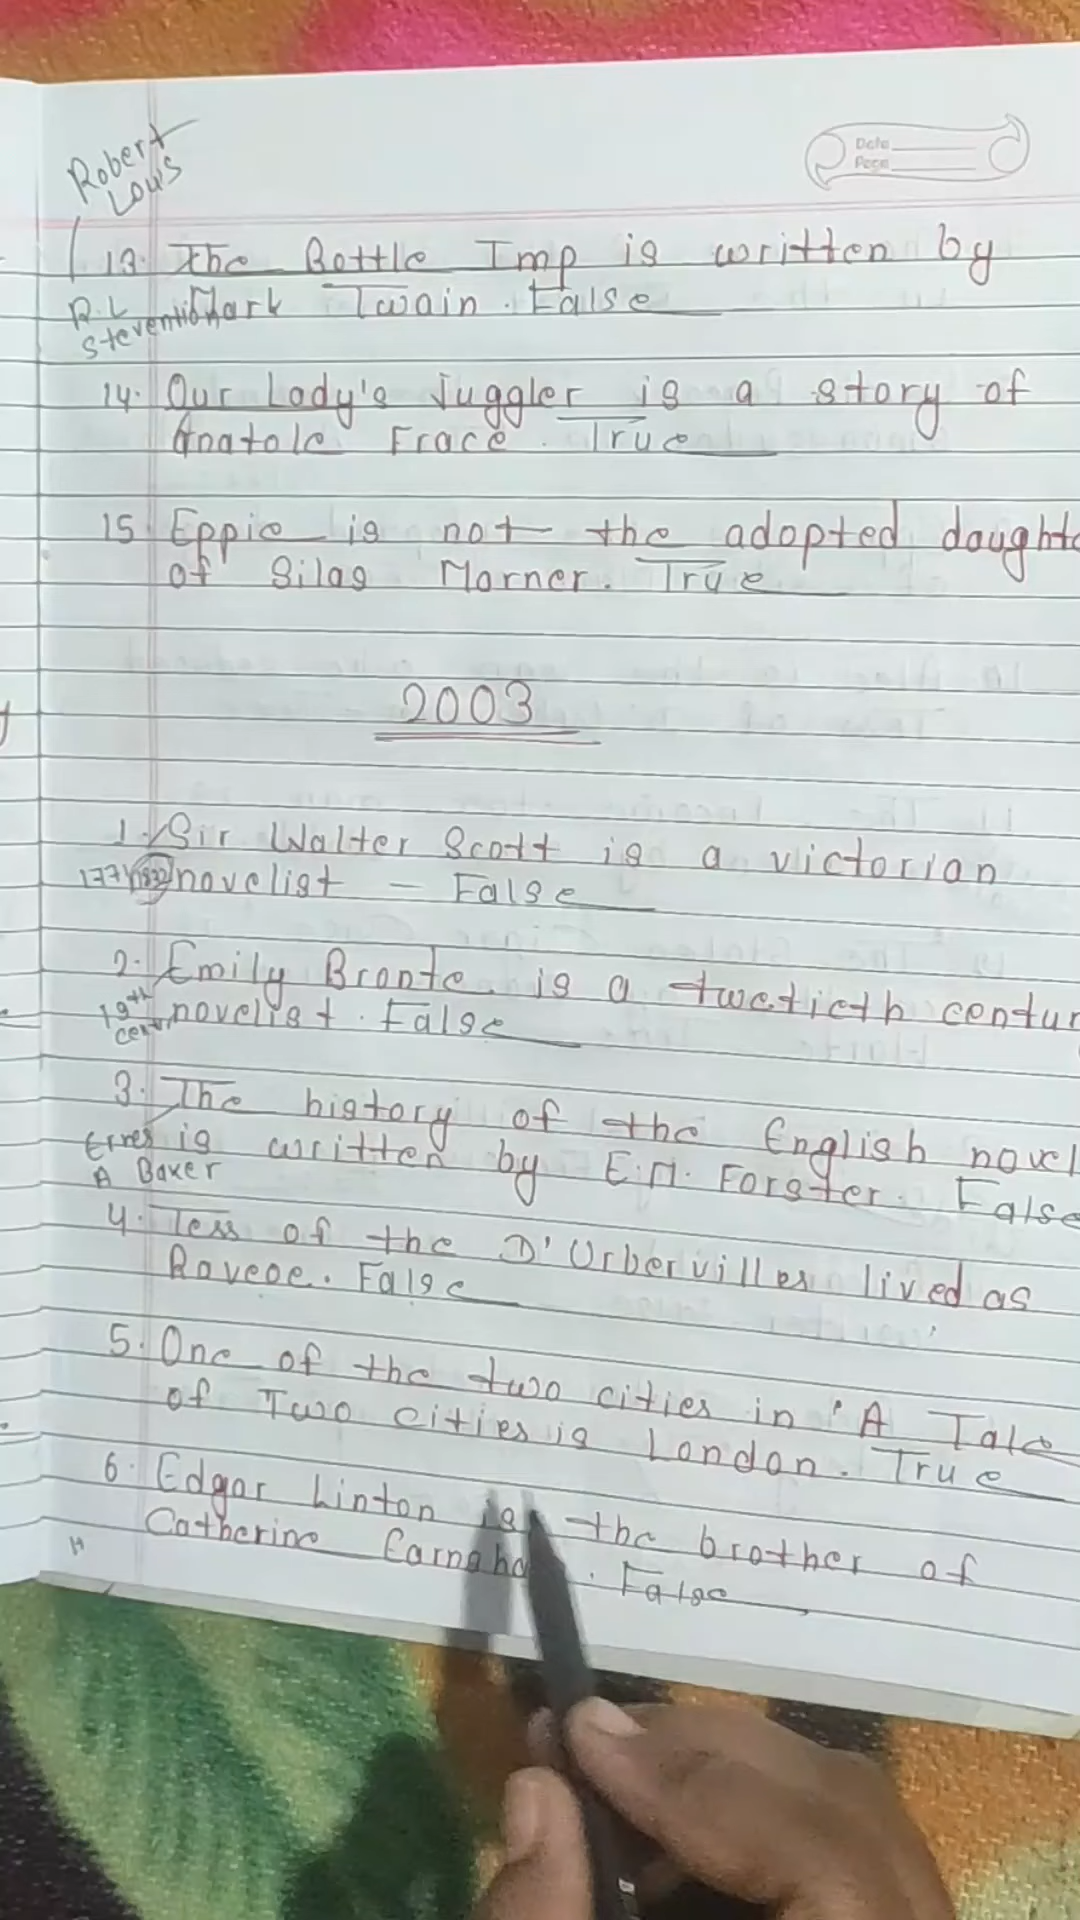 Robert
Louis
Date
Page
13. The Bottle Imp is written by
R.L Mark Twain. False
14. Our Lady's Juggler is a story of
Anatole Frace. True
15. Eppie is not the adopted daught
of Silas Marner. True
2003
1. Sir Walter Scott is a victorian
1771 1832 novelist - False
2. Emily Bronte is a twetieth centur
19th novelist. False
cent
3. The history of the English novel
is written by E.M. Forster. False
A Baker
4. Tess of the D'Urbervilles lived as
Raveoe. False
5. One of the two cities in 'A Tale
of Two cities is London. True
6. Edgar Linton is the brother of
Catherine False